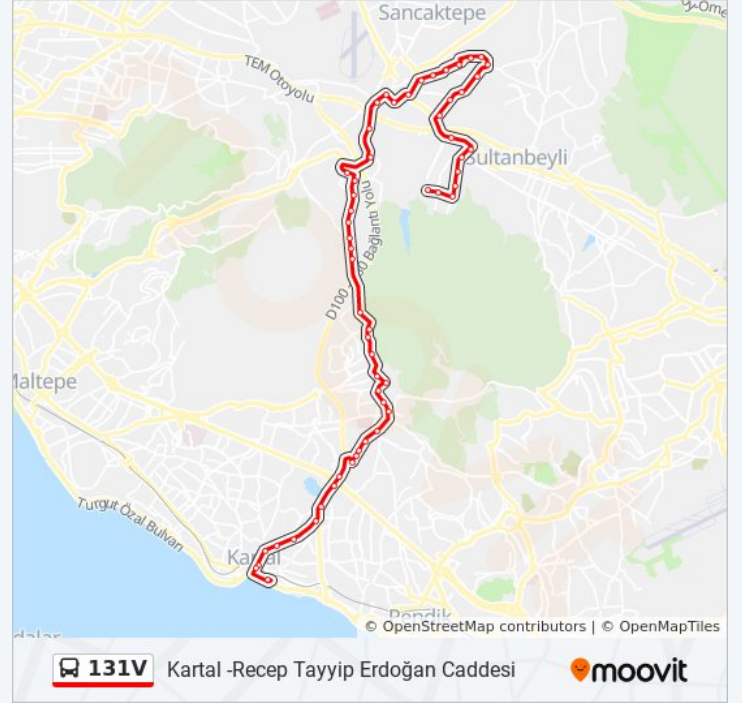 Sancaktepe
TEM Otoyolu
Sultanbeyli
D100
Bağlantı Yolu
Maltepe
Turgut Özal Bulvarı
Kartal
Pendik
© OpenStreetMap contributors | © OpenMapTiles
131V
Kartal -Recep Tayyip Erdoğan Caddesi
moovit